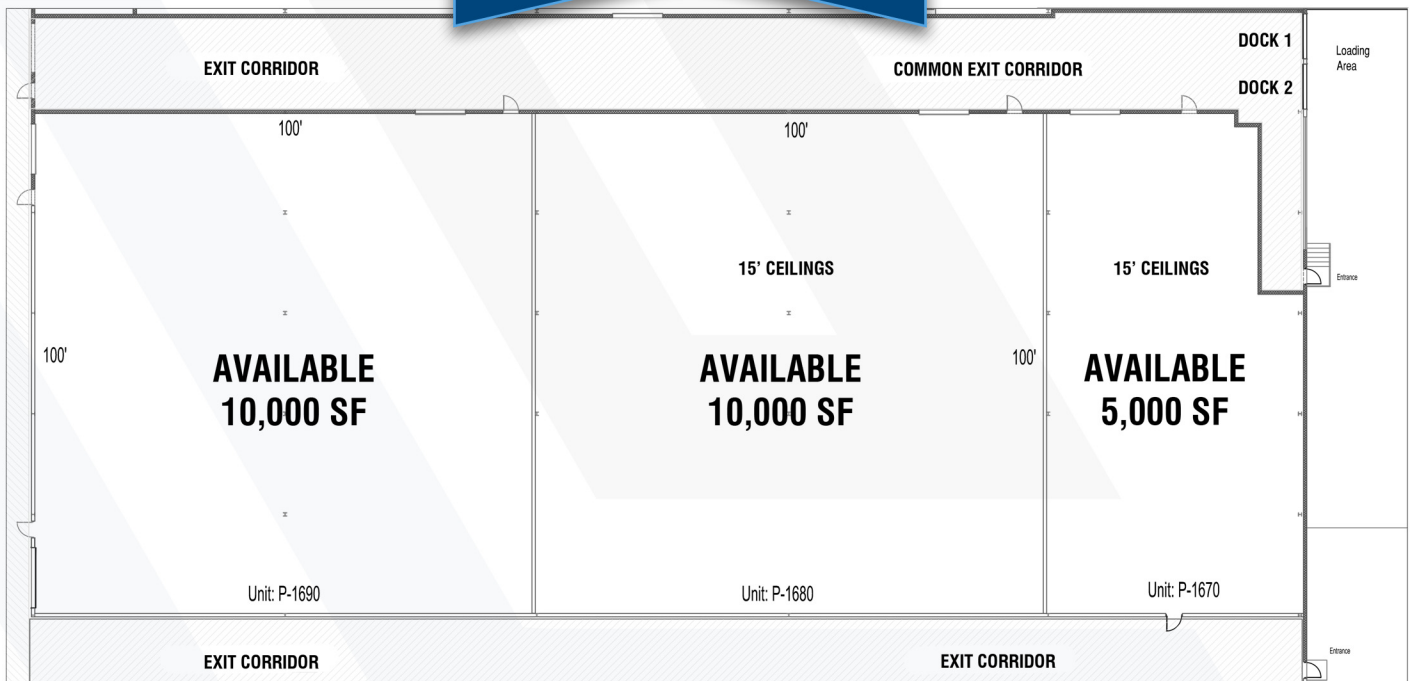 DOCK 1
Loading
Area
EXIT CORRIDOR
COMMON EXIT CORRIDOR
DOCK 2
100'
100'
15’ CEILINGS
15’ CEILINGS
Entrance
100'
100'
AVAILABLE
10,000 SF
AVAILABLE
10,000 SF
AVAILABLE
5,000 SF
Unit: P-1690
Unit: P-1680
Unit: P-1670
Entrance
EXIT CORRIDOR
EXIT CORRIDOR